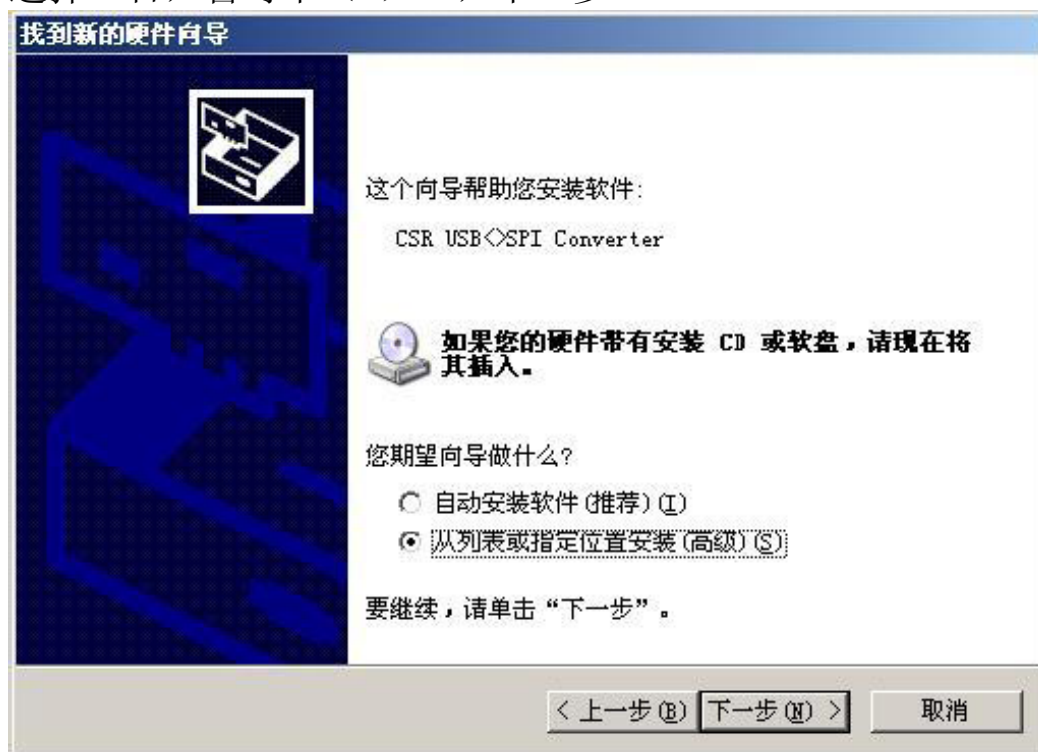 找到新的硬件向导
这个向导帮助您安装软件:
CSR USB<>SPI Converter
如果您的硬件带有安装 CD 或软盘，请现在将
其插入。
您期望向导做什么?
自动安装软件(推荐)(I)
从列表或指定位置安装(高级)(S)
要继续，请单击“下一步”。
< 上一步(B) 下一步(N) > 取消